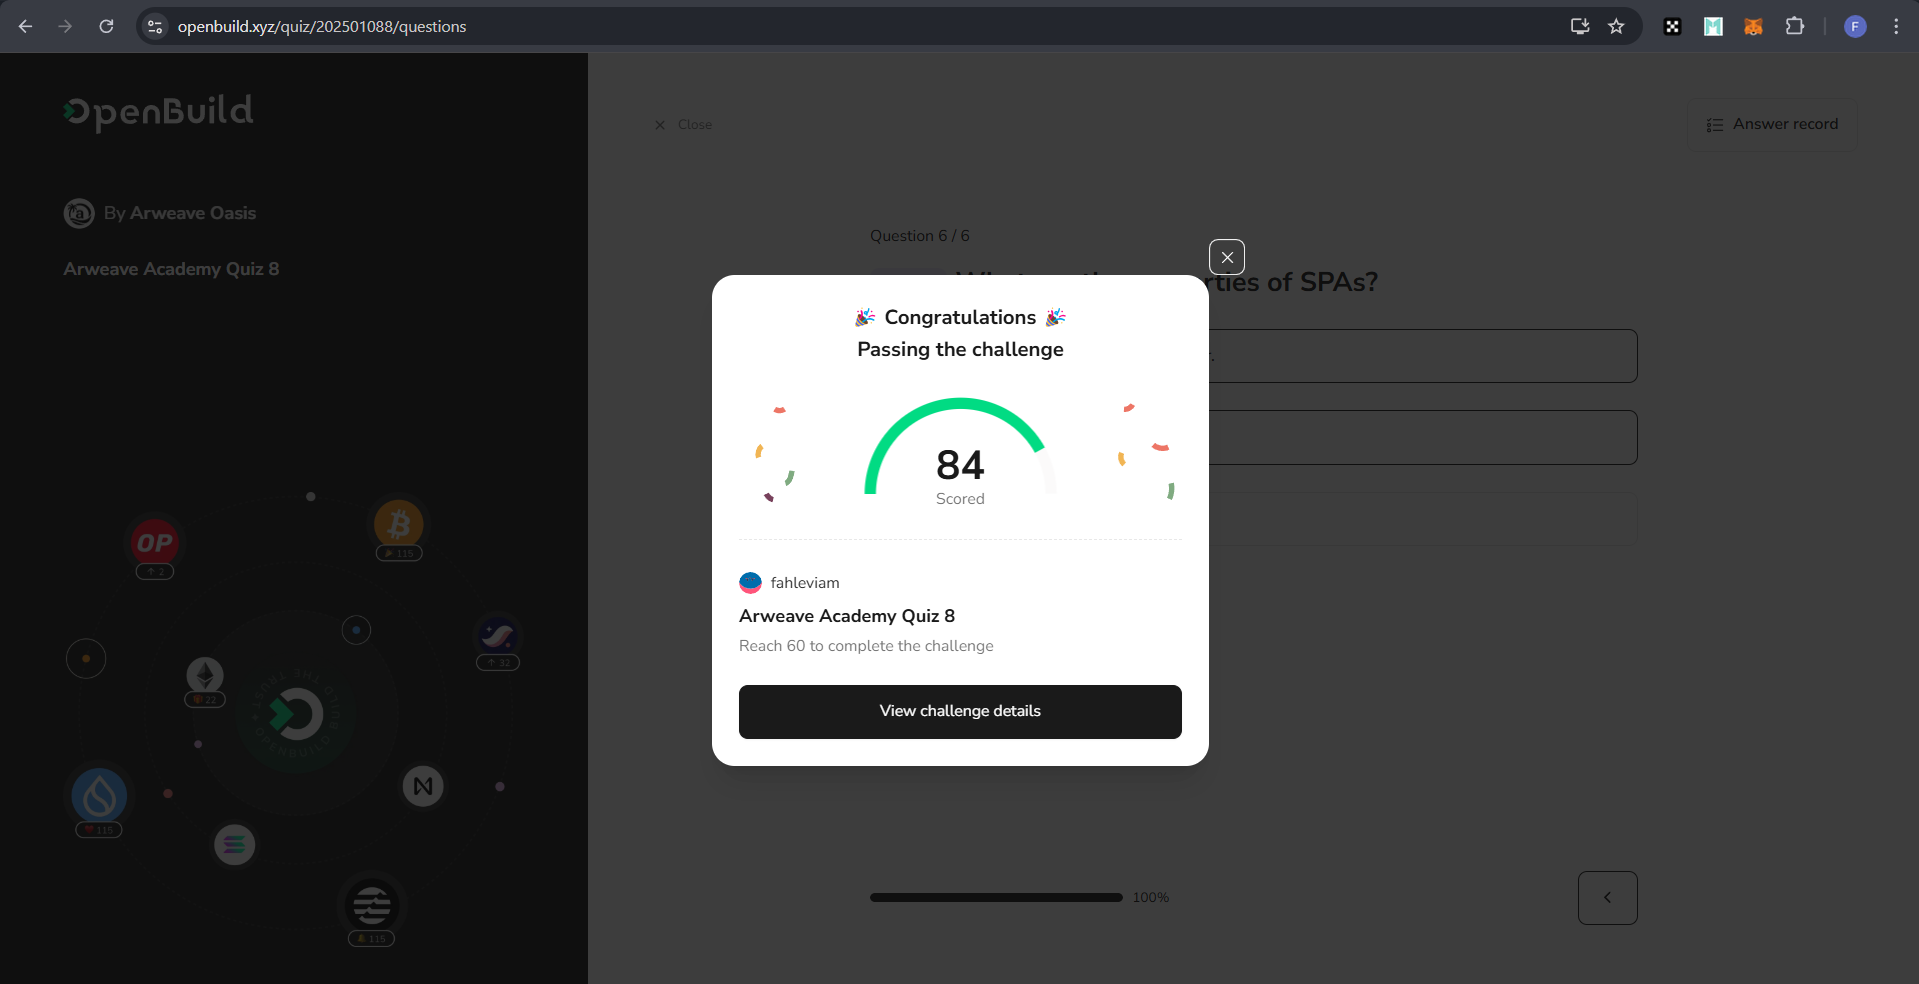 openbuild.xyz/quiz/202501088/questions
F
OpenBuild
By Arweave Oasis
Arweave Academy Quiz 8
Close
Answer record
Question 6 / 6
rties of SPAs?
Congratulations
Passing the challenge
84
Scored
fahleviam
Arweave Academy Quiz 8
Reach 60 to complete the challenge
View challenge details
100%
OP
2
115
32
22
115
115